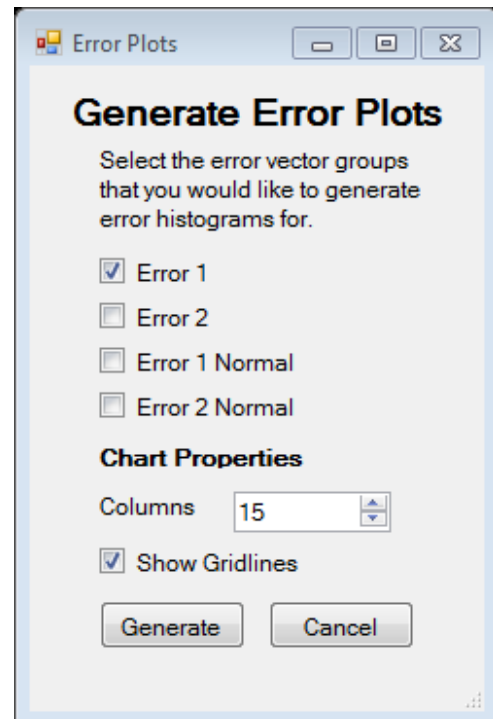 Error Plots
Generate Error Plots
Select the error vector groups
that you would like to generate
error histograms for.
Error 1
Error 2
Error 1 Normal
Error 2 Normal
Chart Properties
Columns 15
Show Gridlines
Generate Cancel